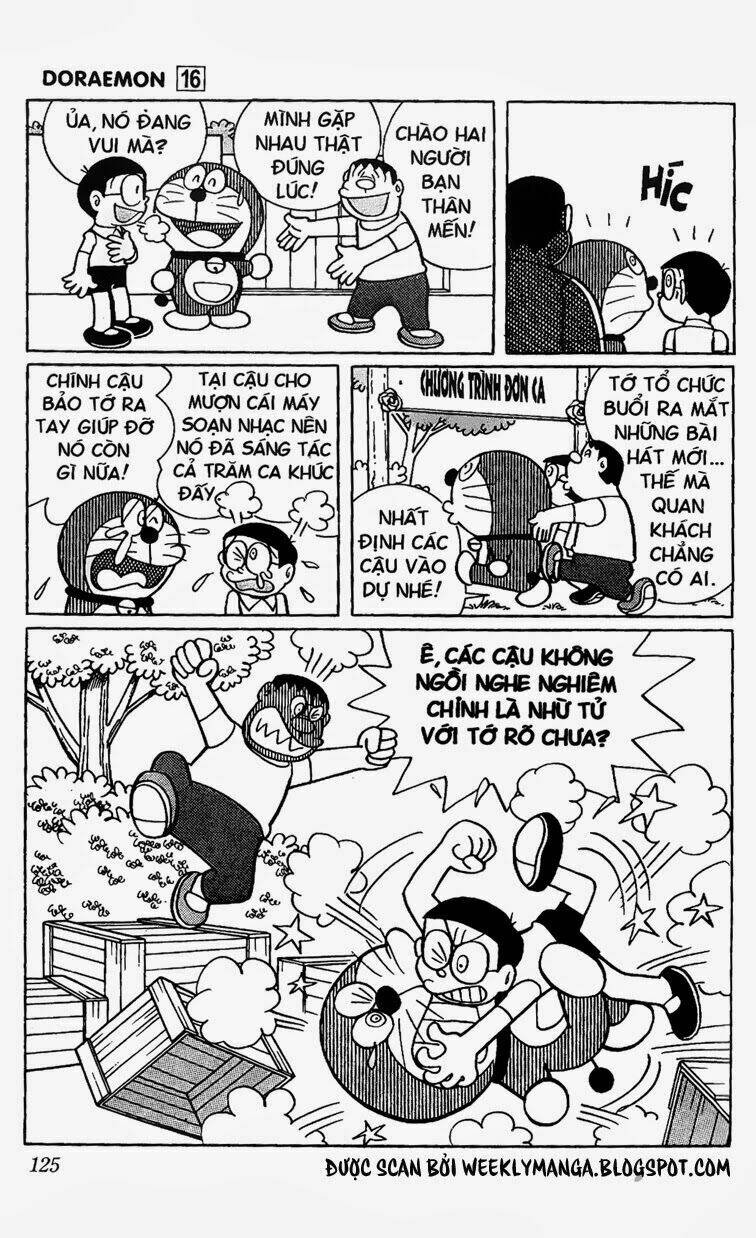 DORAEMON 16
HÍC
CHÀO HAI
NGƯỜI
BẠN
THÂN
MẾN!
MÌNH GẶP
NHAU THẬT
ĐÚNG
LÚC!
ỦA, NÓ ĐANG
VUI MÀ?
TỚ TỔ CHỨC
BUỔI RA MẮT
NHỮNG BÀI
HÁT MỚI...
THẾ MÀ
QUAN
KHÁCH
CHẲNG
CÓ AI.
CHƯƠNG TRÌNH ĐƠN CA
NHẤT
ĐỊNH CÁC
CẬU VÀO
DỰ NHÉ!
TẠI CẬU CHO
MƯỢN CÁI MÁY
SOẠN NHẠC NÊN
NÓ ĐÃ SÁNG TÁC
CẢ TRĂM CA KHÚC
ĐẤY
CHÍNH CẬU
BẢO TỚ RA
TAY GIÚP ĐỠ
NÓ CÒN
GÌ NỮA!
Ê, CÁC CẬU KHÔNG
NGỒI NGHE NGHIÊM
CHỈNH LÀ NHỪ TỬ
VỚI TỚ RÕ CHƯA?
125
ĐƯỢC SCAN BỞI WEEKLYMANGA.BLOGSPOT.COM